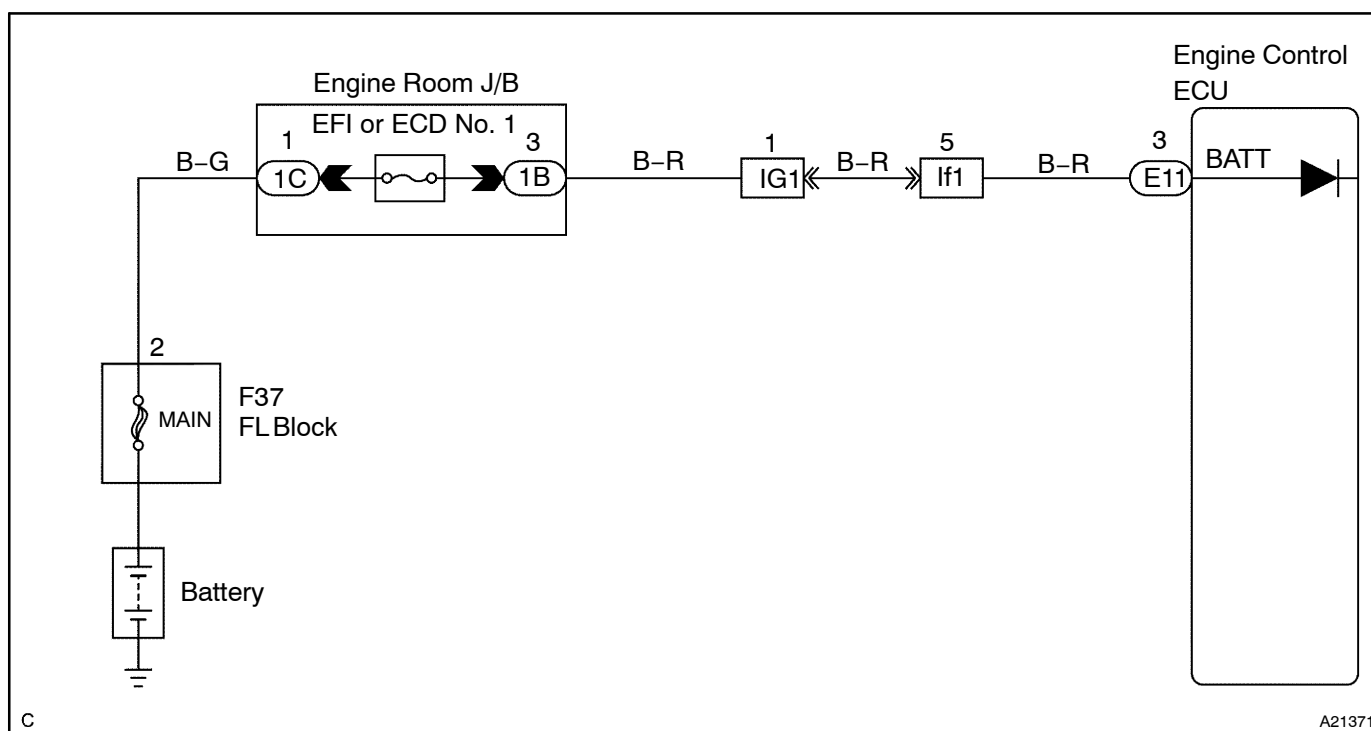 Engine Control
ECU
Engine Room J/B
EFI or ECD No. 1
1
3
1
5
3
B–G
1C
1B
B–R
IG1
B–R
If1
B–R
E11
BATT
2
MAIN
F37
FL Block
Battery
C
A21371